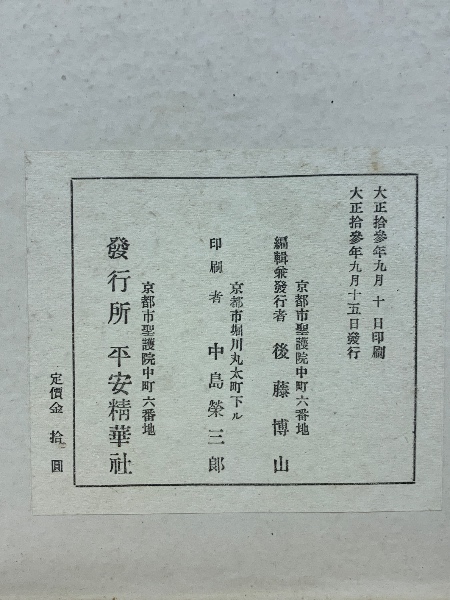 大正拾參年九月十日印刷
大正拾參年九月十五日發行
京都市聖護院中町六番地
編輯兼發行者 後藤博山
京都市堀川丸太町下ル
印刷者 中島榮三郎
京都市聖護院中町六番地
發行所 平安精華社
定價金 拾圓